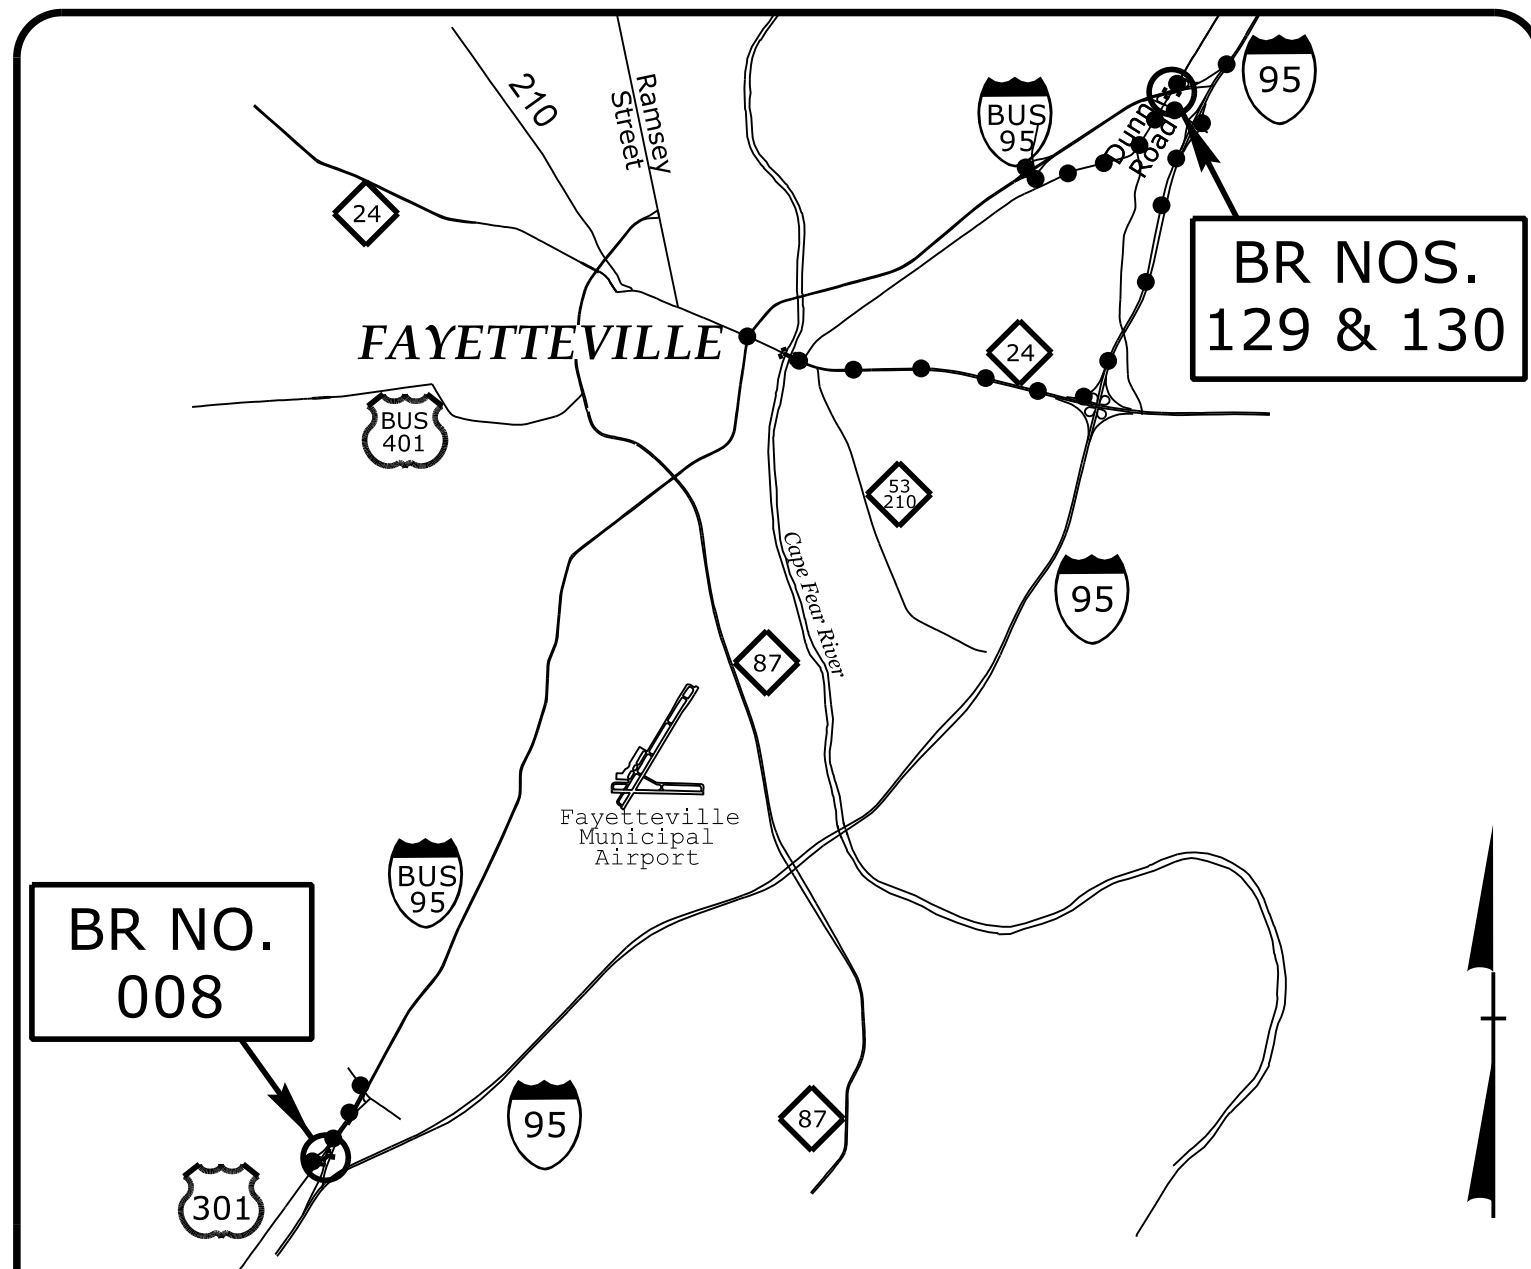 210
Ramsey
Street
BUS
95
95
Dunn
Road
24
BR NOS.
129 & 130
FAYETTEVILLE
24
BUS
401
53
210
Cape Fear River
95
87
Fayetteville
Municipal
Airport
BUS
95
BR NO.
008
95
87
301